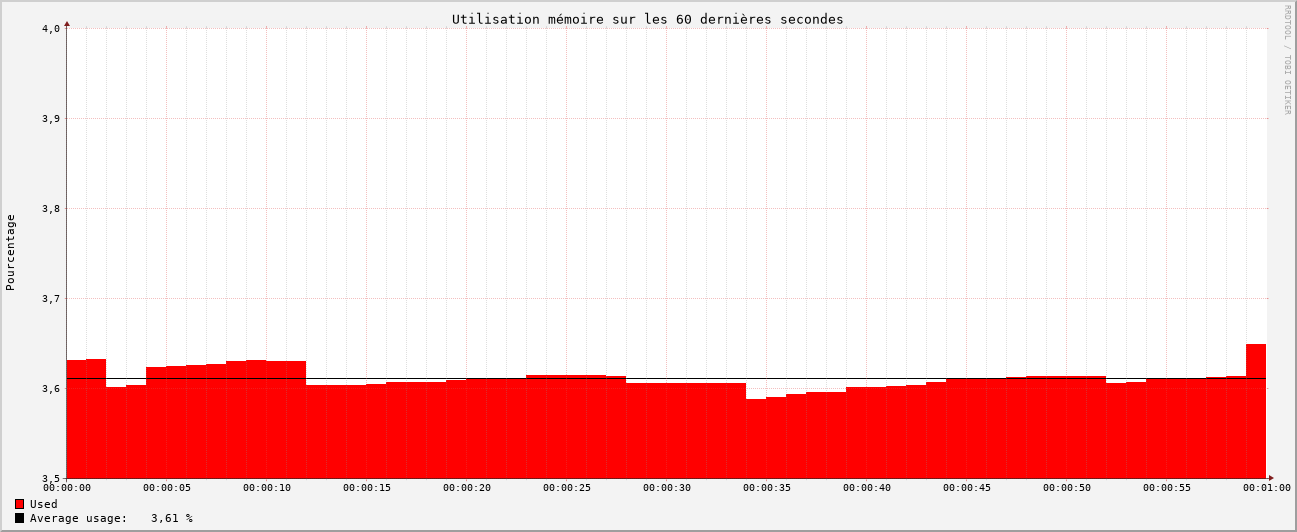 Utilisation mémoire sur les 60 dernières secondes
RRDTOOL / TOBI OETIKER
Pourcentage
4,0
3,9
3,8
3,7
3,6
3,5
00:00:00 00:00:05 00:00:10 00:00:15 00:00:20 00:00:25 00:00:30 00:00:35 00:00:40 00:00:45 00:00:50 00:00:55 00:01:00
Used
Average usage: 3,61 %